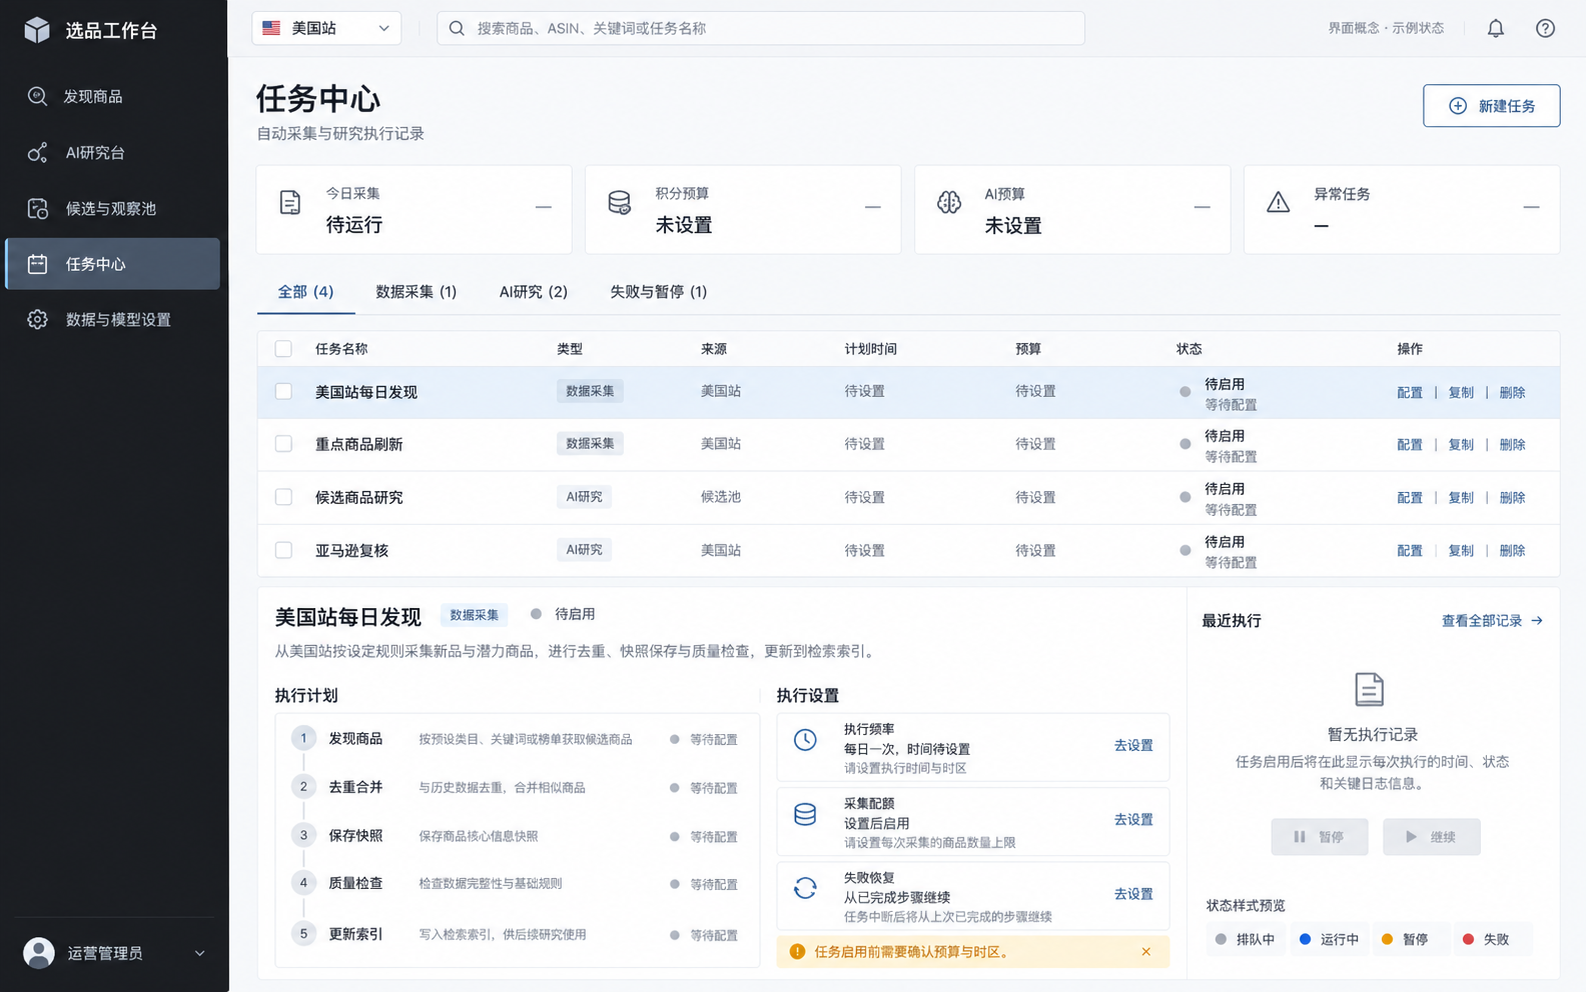 选品工作台
美国站
搜索商品、ASIN、关键词或任务名称
界面概念 · 示例状态
发现商品
AI研究台
候选与观察池
任务中心
数据与模型设置
运营管理员
任务中心
自动采集与研究执行记录
新建任务
今日采集
待运行
—
积分预算
未设置
—
AI预算
未设置
—
异常任务
—
—
全部 (4) 数据采集 (1) AI研究 (2) 失败与暂停 (1)
任务名称 类型 来源 计划时间 预算 状态 操作
美国站每日发现 数据采集 美国站 待设置 待设置 待启用 配置 | 复制 | 删除
等待配置
重点商品刷新 数据采集 美国站 待设置 待设置 待启用 配置 | 复制 | 删除
等待配置
候选商品研究 AI研究 候选池 待设置 待设置 待启用 配置 | 复制 | 删除
等待配置
亚马逊复核 AI研究 美国站 待设置 待设置 待启用 配置 | 复制 | 删除
等待配置
美国站每日发现 数据采集 待启用
从美国站按设定规则采集新品与潜力商品，进行去重、快照保存与质量检查，更新到检索索引。
执行计划
1 发现商品 按预设类目、关键词或榜单获取候选商品 等待配置
2 去重合并 与历史数据去重，合并相似商品 等待配置
3 保存快照 保存商品核心信息快照 等待配置
4 质量检查 检查数据完整性与基础规则 等待配置
5 更新索引 写入检索索引，供后续研究使用 等待配置
执行设置
执行频率
每日一次，时间待设置
请设置执行时间与时区
去设置
采集配额
设置后启用
请设置每次采集的商品数量上限
去设置
失败恢复
从已完成步骤继续
任务中断后将从上次已完成的步骤继续
去设置
任务启用前需要确认预算与时区。
最近执行
查看全部记录 →
暂无执行记录
任务启用后将在此显示每次执行的时间、状态
和关键日志信息。
暂停 继续
状态样式预览
排队中 运行中 暂停 失败